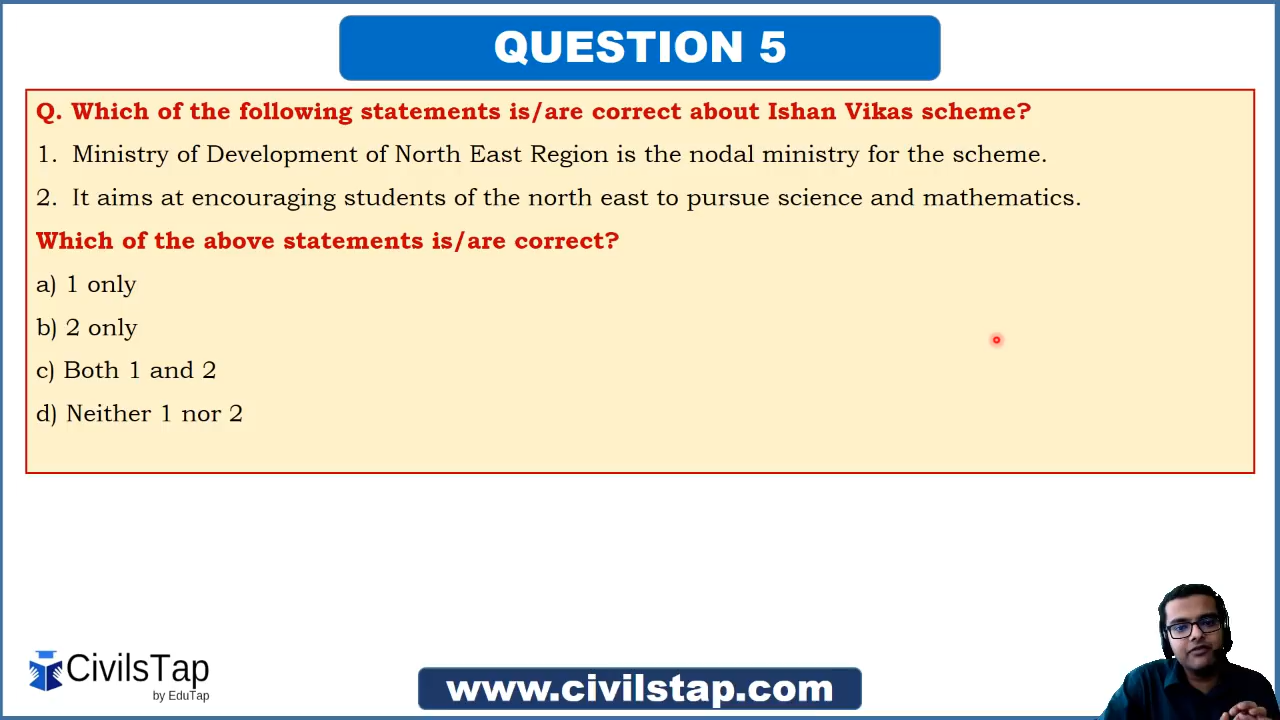 QUESTION 5
Q. Which of the following statements is/are correct about Ishan Vikas scheme?
1. Ministry of Development of North East Region is the nodal ministry for the scheme.
2. It aims at encouraging students of the north east to pursue science and mathematics.
Which of the above statements is/are correct?
a) 1 only
b) 2 only
c) Both 1 and 2
d) Neither 1 nor 2
CivilsTap
by EduTap
www.civilstap.com